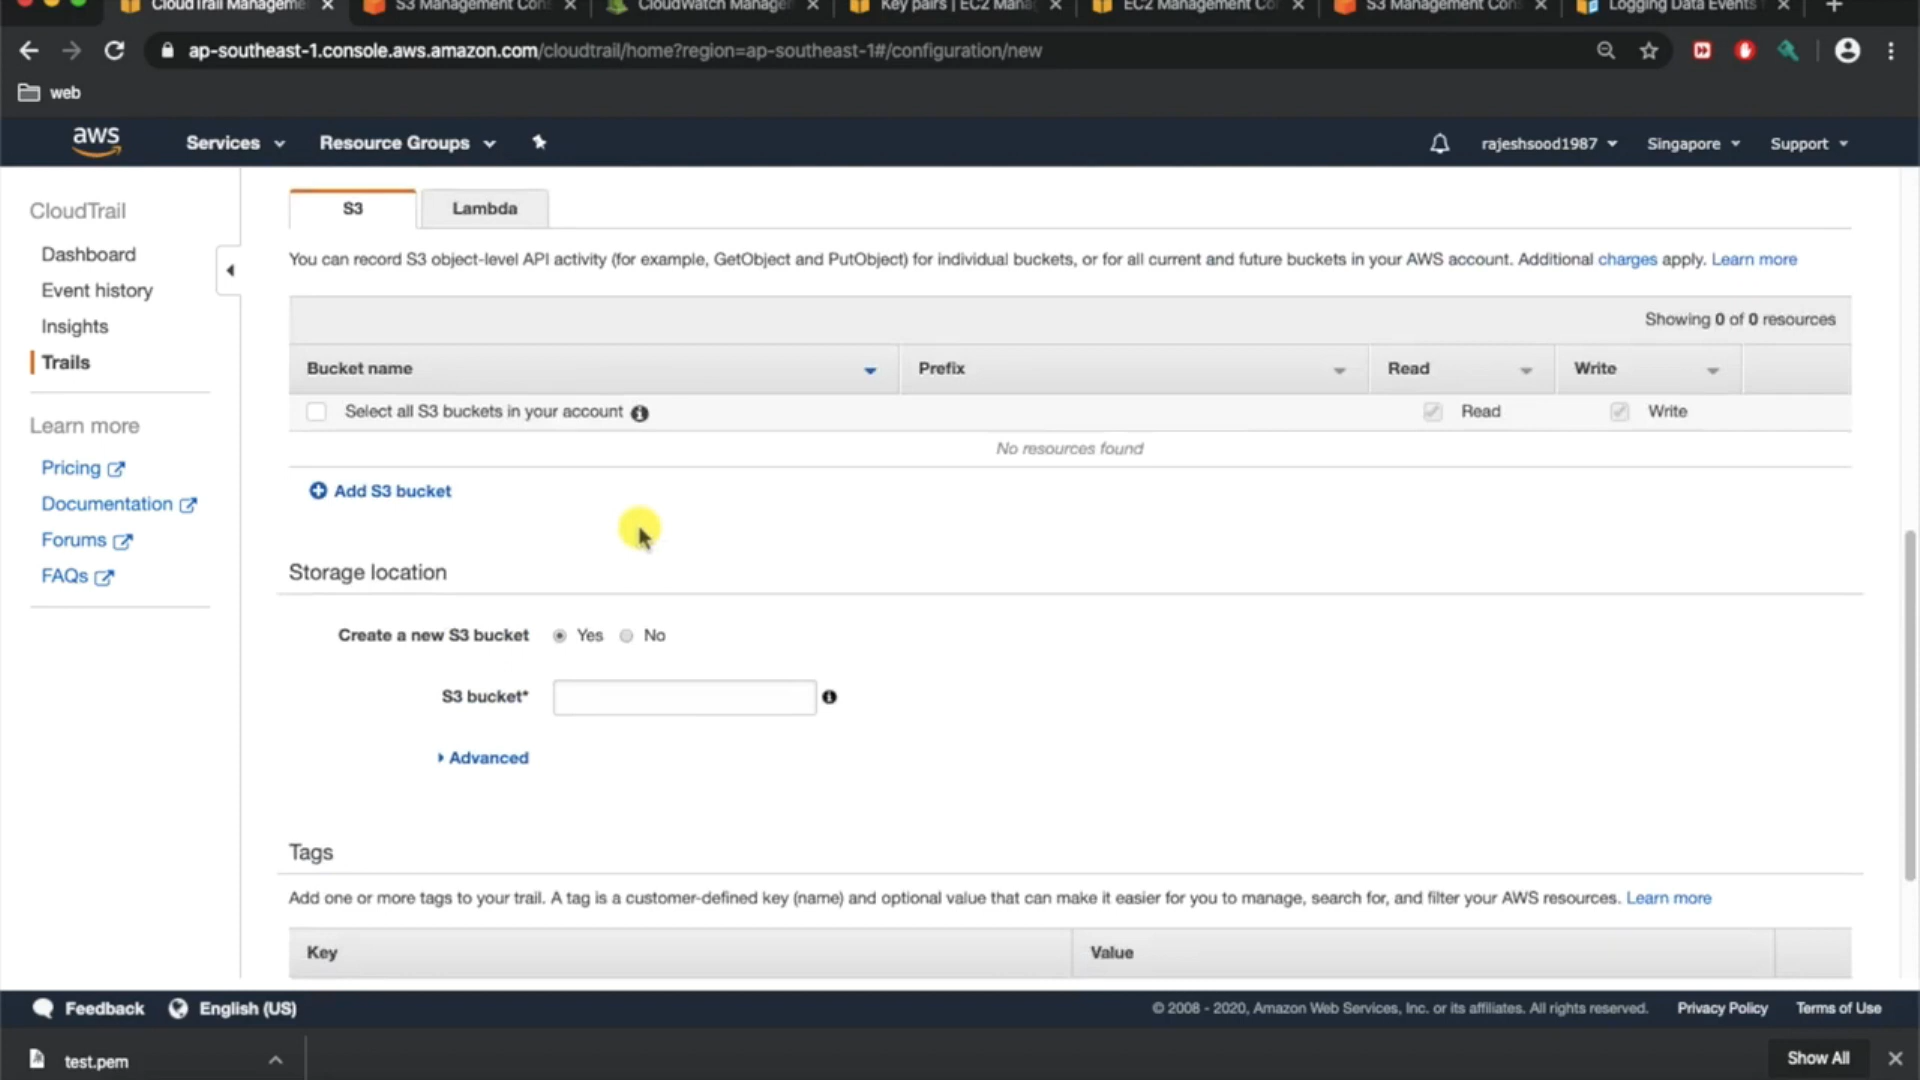 CloudTrail Manageme
S3 Management Con
CloudWatch Manage
Key pairs | EC2 Mana
EC2 Management Co
S3 Management Con
Logging Data Events
ap-southeast-1.console.aws.amazon.com/cloudtrail/home?region=ap-southeast-1#/configuration/new
web
aws
Services
Resource Groups
rajeshsood1987
Singapore
Support
CloudTrail
Dashboard
Event history
Insights
Trails
Learn more
Pricing
Documentation
Forums
FAQs
S3
Lambda
You can record S3 object-level API activity (for example, GetObject and PutObject) for individual buckets, or for all current and future buckets in your AWS account. Additional charges apply. Learn more
Showing 0 of 0 resources
Bucket name
Prefix
Read
Write
Select all S3 buckets in your account
Read
Write
No resources found
Add S3 bucket
Storage location
Create a new S3 bucket
Yes
No
S3 bucket*
Advanced
Tags
Add one or more tags to your trail. A tag is a customer-defined key (name) and optional value that can make it easier for you to manage, search for, and filter your AWS resources. Learn more
Key
Value
Feedback
English (US)
© 2008 - 2020, Amazon Web Services, Inc. or its affiliates. All rights reserved.
Privacy Policy
Terms of Use
test.pem
Show All